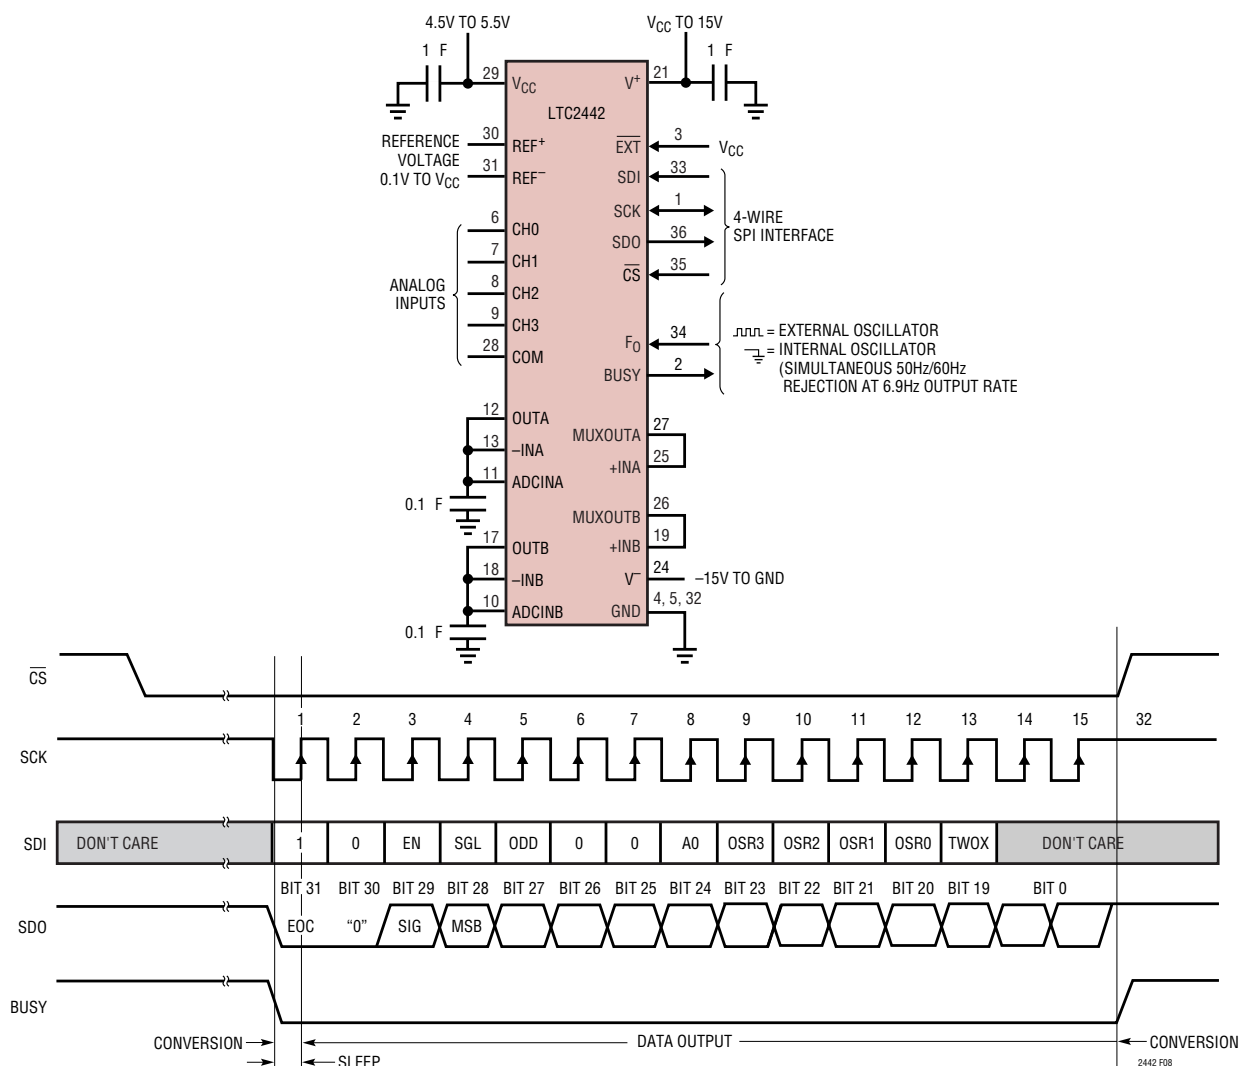 4.5V TO 5.5V
VCC TO 15V
1 F
1 F
29
VCC
V+
21
LTC2442
REFERENCE
VOLTAGE
0.1V TO VCC
30
REF+
31
REF−
EXT
3
VCC
SDI
33
SCK
1
SDO
36
CS
35
4-WIRE
SPI INTERFACE
ANALOG
INPUTS
6
CH0
7
CH1
8
CH2
9
CH3
28
COM
FO
34
BUSY
2
= EXTERNAL OSCILLATOR
= INTERNAL OSCILLATOR
(SIMULTANEOUS 50Hz/60Hz
REJECTION AT 6.9Hz OUTPUT RATE
12
OUTA
13
–INA
11
ADCINA
0.1 F
MUXOUTA
27
+INA
25
MUXOUTB
26
+INB
19
17
OUTB
18
–INB
10
ADCINB
0.1 F
V−
24
–15V TO GND
GND
4, 5, 32
CS
SCK
1 2 3 4 5 6 7 8 9 10 11 12 13 14 15 32
SDI
DON'T CARE 1 0 EN SGL ODD 0 0 A0 OSR3 OSR2 OSR1 OSR0 TWOX DON'T CARE
BIT 31 BIT 30 BIT 29 BIT 28 BIT 27 BIT 26 BIT 25 BIT 24 BIT 23 BIT 22 BIT 21 BIT 20 BIT 19 BIT 0
SDO
EOC “0” SIG MSB
BUSY
CONVERSION
DATA OUTPUT
CONVERSION
SLEEP
2442 F08